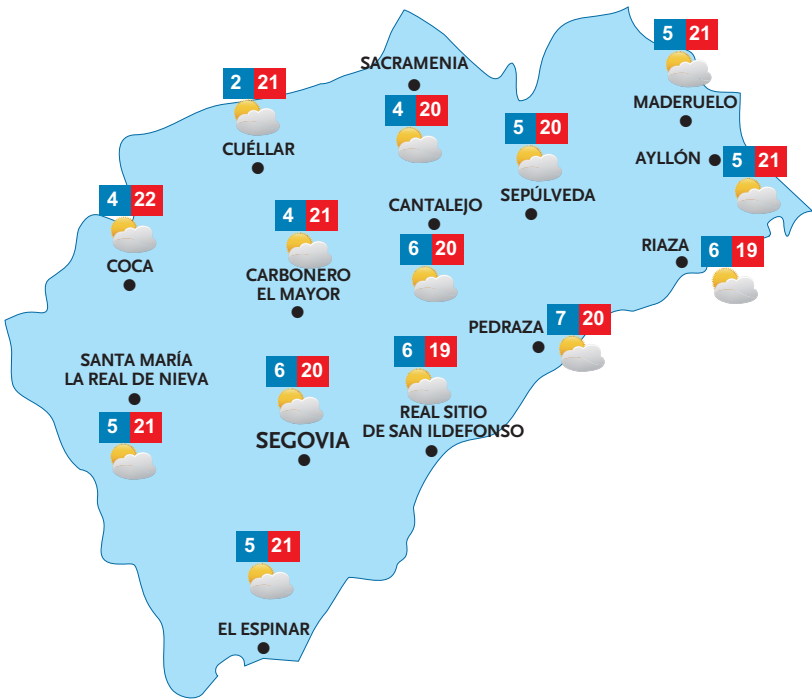 5 21
MADERUELO
SACRAMENIA
4 20
2 21
CUÉLLAR
5 20
SEPÚLVEDA
AYLLÓN
5 21
4 22
COCA
4 21
CARBONERO
EL MAYOR
CANTALEJO
6 20
RIAZA
6 19
PEDRAZA
7 20
SANTA MARÍA
LA REAL DE NIEVA
5 21
6 20
SEGOVIA
6 19
REAL SITIO
DE SAN ILDEFONSO
5 21
EL ESPINAR